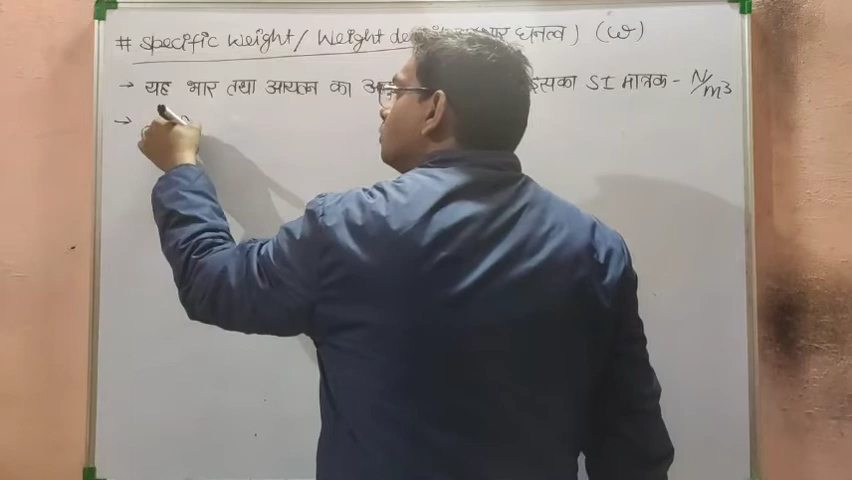 # Specific weight / Weight de भार घनत्व ) (ω)
→ यह भार तथा आयतन का इसका SI मात्रक - N/m3
→